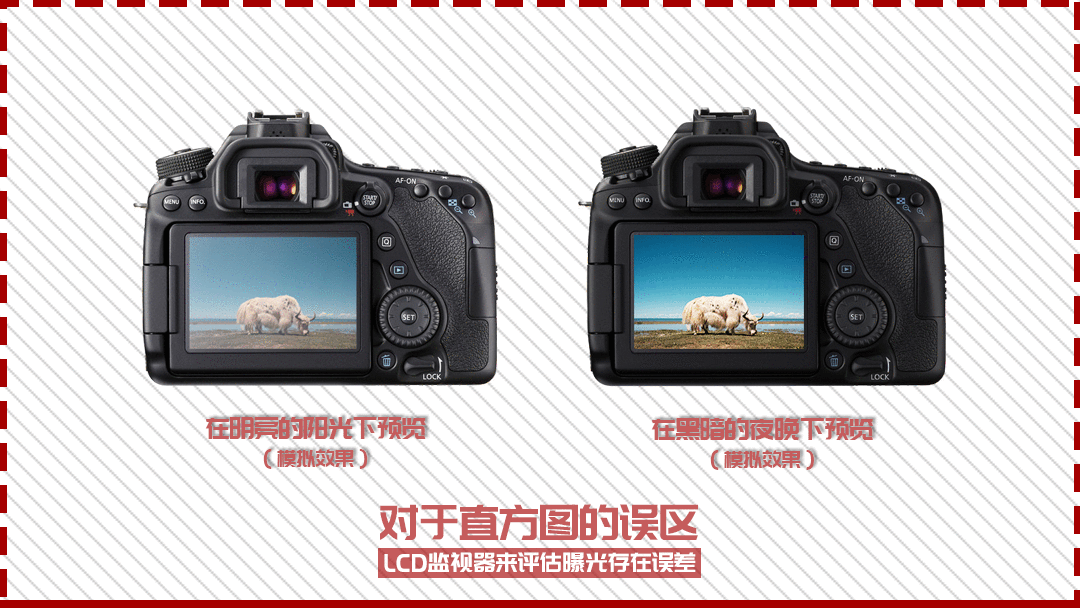 AF-ON
MENU INFO. START/STOP
Q
SET
LOCK
AF-ON
MENU INFO. START/STOP
Q
SET
LOCK
在明亮的阳光下预览
（模拟效果）
在黑暗的夜晚下预览
（模拟效果）
对于直方图的误区
LCD监视器来评估曝光存在误差